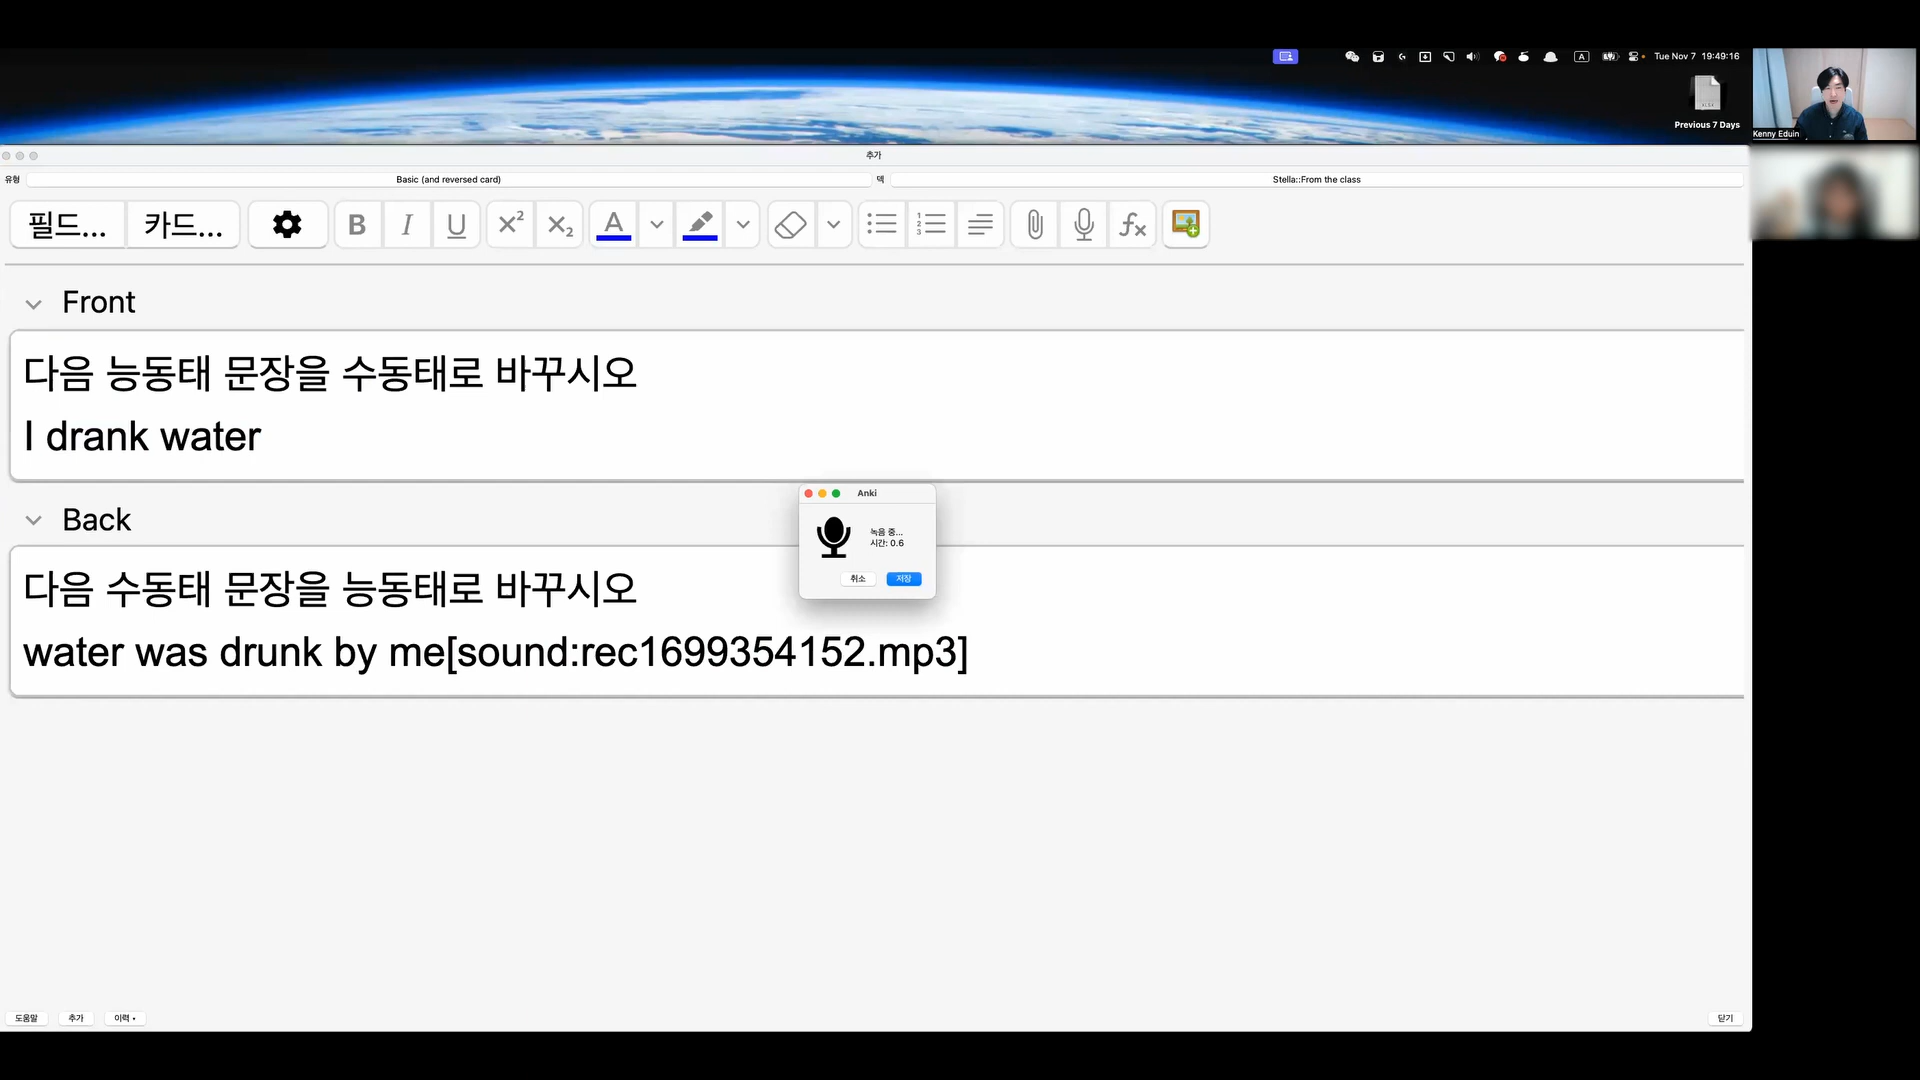 A
Tue Nov 7 19:49:16
XLSX
Previous 7 Days
Kenny Eduin
추가
유형
Basic (and reversed card)
덱
Stella::From the class
필드...
카드...
B I U X² X₂ A
fx
Front
다음 능동태 문장을 수동태로 바꾸시오
I drank water
Anki
녹음 중...
시간: 0.6
취소
저장
Back
다음 수동태 문장을 능동태로 바꾸시오
water was drunk by me[sound:rec1699354152.mp3]
도움말
추가
이력
닫기